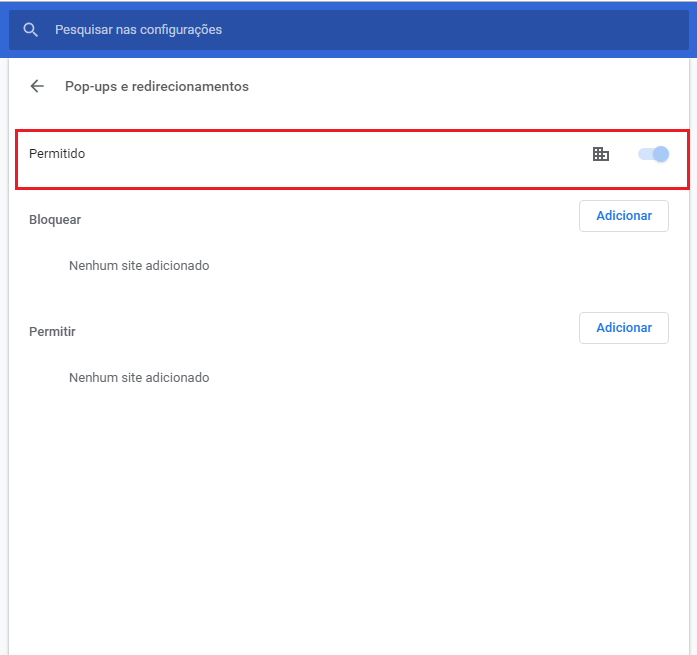 Pesquisar nas configurações
Pop-ups e redirecionamentos
Permitido
Bloquear
Adicionar
Nenhum site adicionado
Permitir
Adicionar
Nenhum site adicionado